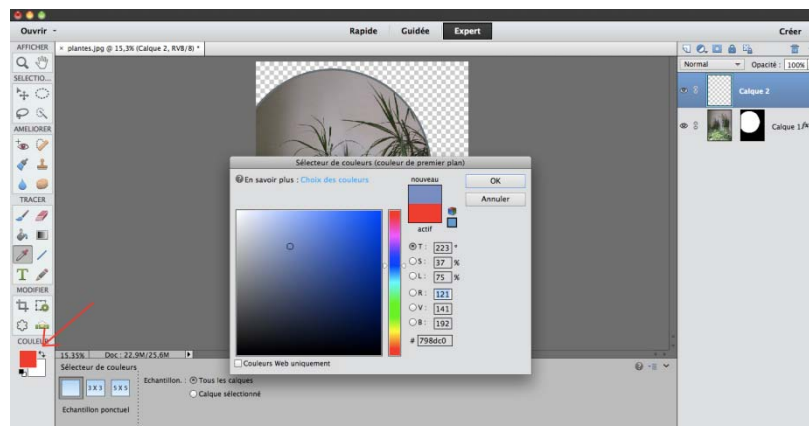 Ouvrir
Rapide Guidée Expert
Créer
AFFICHER
× plantes.jpg @ 15,3% (Calque 2, RVB/8) *
SELECTIO...
AMELIORER
TRACER
T
MODIFIER
COULEUR
Normal Opacité : 100%
Calque 2
Calque 1
Sélecteur de couleurs (couleur de premier plan)
En savoir plus : Choix des couleurs
nouveau
actif
OK
Annuler
T : 223 °
S : 37 %
L : 75 %
R : 121
V : 141
B : 192
# 798dc0
Couleurs Web uniquement
15,35% Doc : 22,9M/25,6M
Sélecteur de couleurs
3 X 3 5 X 5
Echantillon ponctuel
Echantillon. : Tous les calques
Calque sélectionné